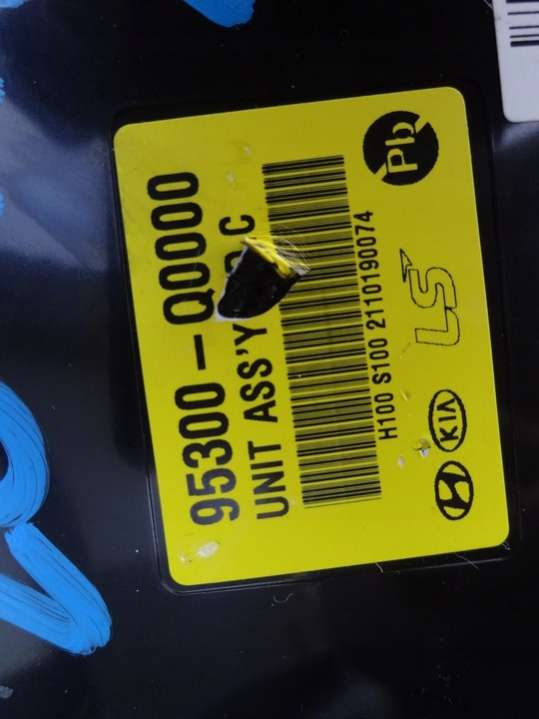 95300-Q0000
UNIT ASS'Y
C
H100 S100 2110190074
Pb
LS
KIA